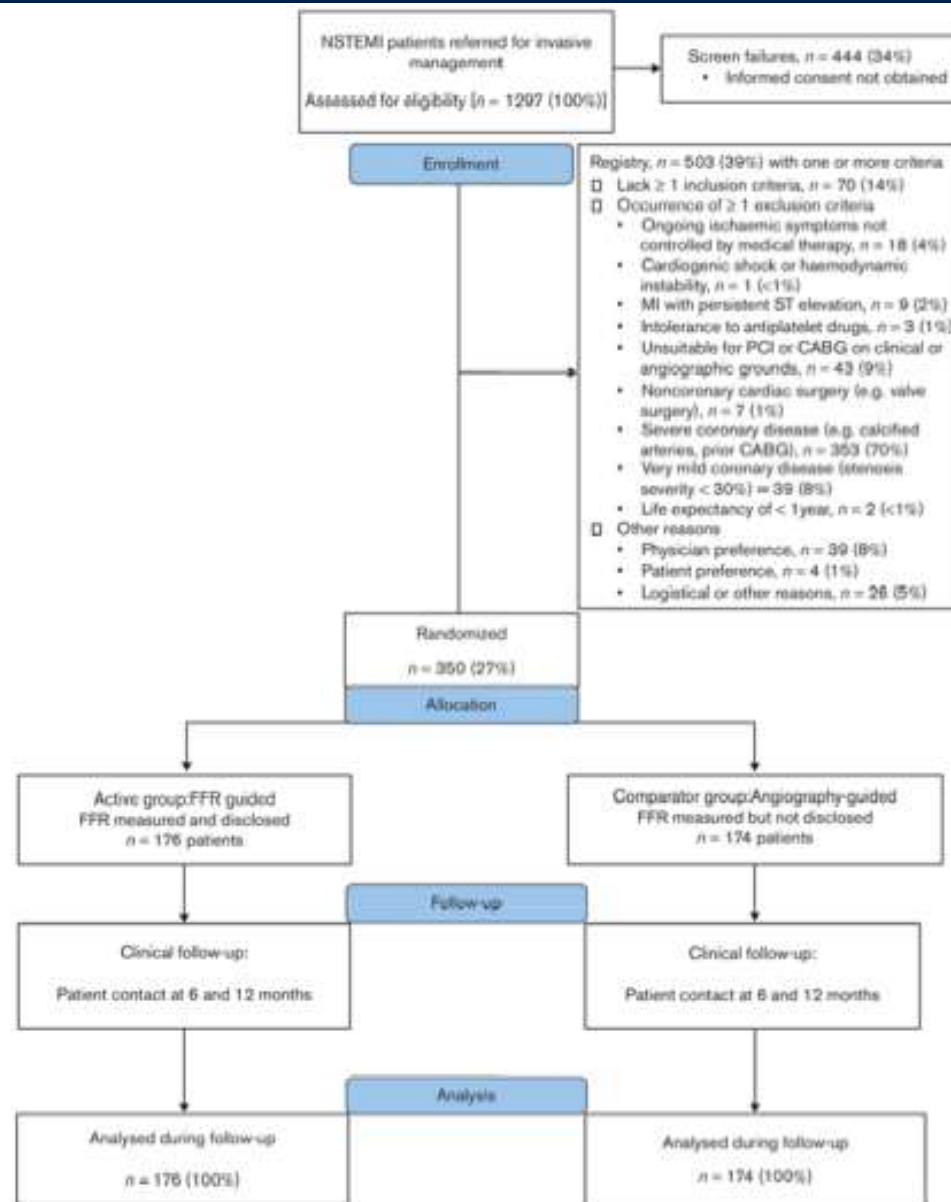 NSTEMI patients referred for invasive
management
Assessed for eligibility [n = 1297 (100%)]
Screen failures, n = 444 (34%)
• Informed consent not obtained
Enrollment
Registry, n = 503 (39%) with one or more criteria
▯ Lack ≥ 1 inclusion criteria, n = 70 (14%)
▯ Occurrence of ≥ 1 exclusion criteria
• Ongoing ischaemic symptoms not
controlled by medical therapy, n = 18 (4%)
• Cardiogenic shock or haemodynamic
instability, n = 1 (<1%)
• MI with persistent ST elevation, n = 9 (2%)
• Intolerance to antiplatelet drugs, n = 3 (1%)
• Unsuitable for PCI or CABG on clinical or
angiographic grounds, n = 43 (9%)
• Noncoronary cardiac surgery (e.g. valve
surgery), n = 7 (1%)
• Severe coronary disease (e.g. calcified
arteries, prior CABG), n = 353 (70%)
• Very mild coronary disease (stenosis
severity < 30%) = 39 (8%)
• Life expectancy of < 1year, n = 2 (<1%)
▯ Other reasons
• Physician preference, n = 39 (8%)
• Patient preference, n = 4 (1%)
• Logistical or other reasons, n = 26 (5%)
Randomized
n = 350 (27%)
Allocation
Active group:FFR guided
FFR measured and disclosed
n = 176 patients
Comparator group:Angiography-guided
FFR measured but not disclosed
n = 174 patients
Follow-up
Clinical follow-up:
Patient contact at 6 and 12 months
Clinical follow-up:
Patient contact at 6 and 12 months
Analysis
Analysed during follow-up
n = 176 (100%)
Analysed during follow-up
n = 174 (100%)